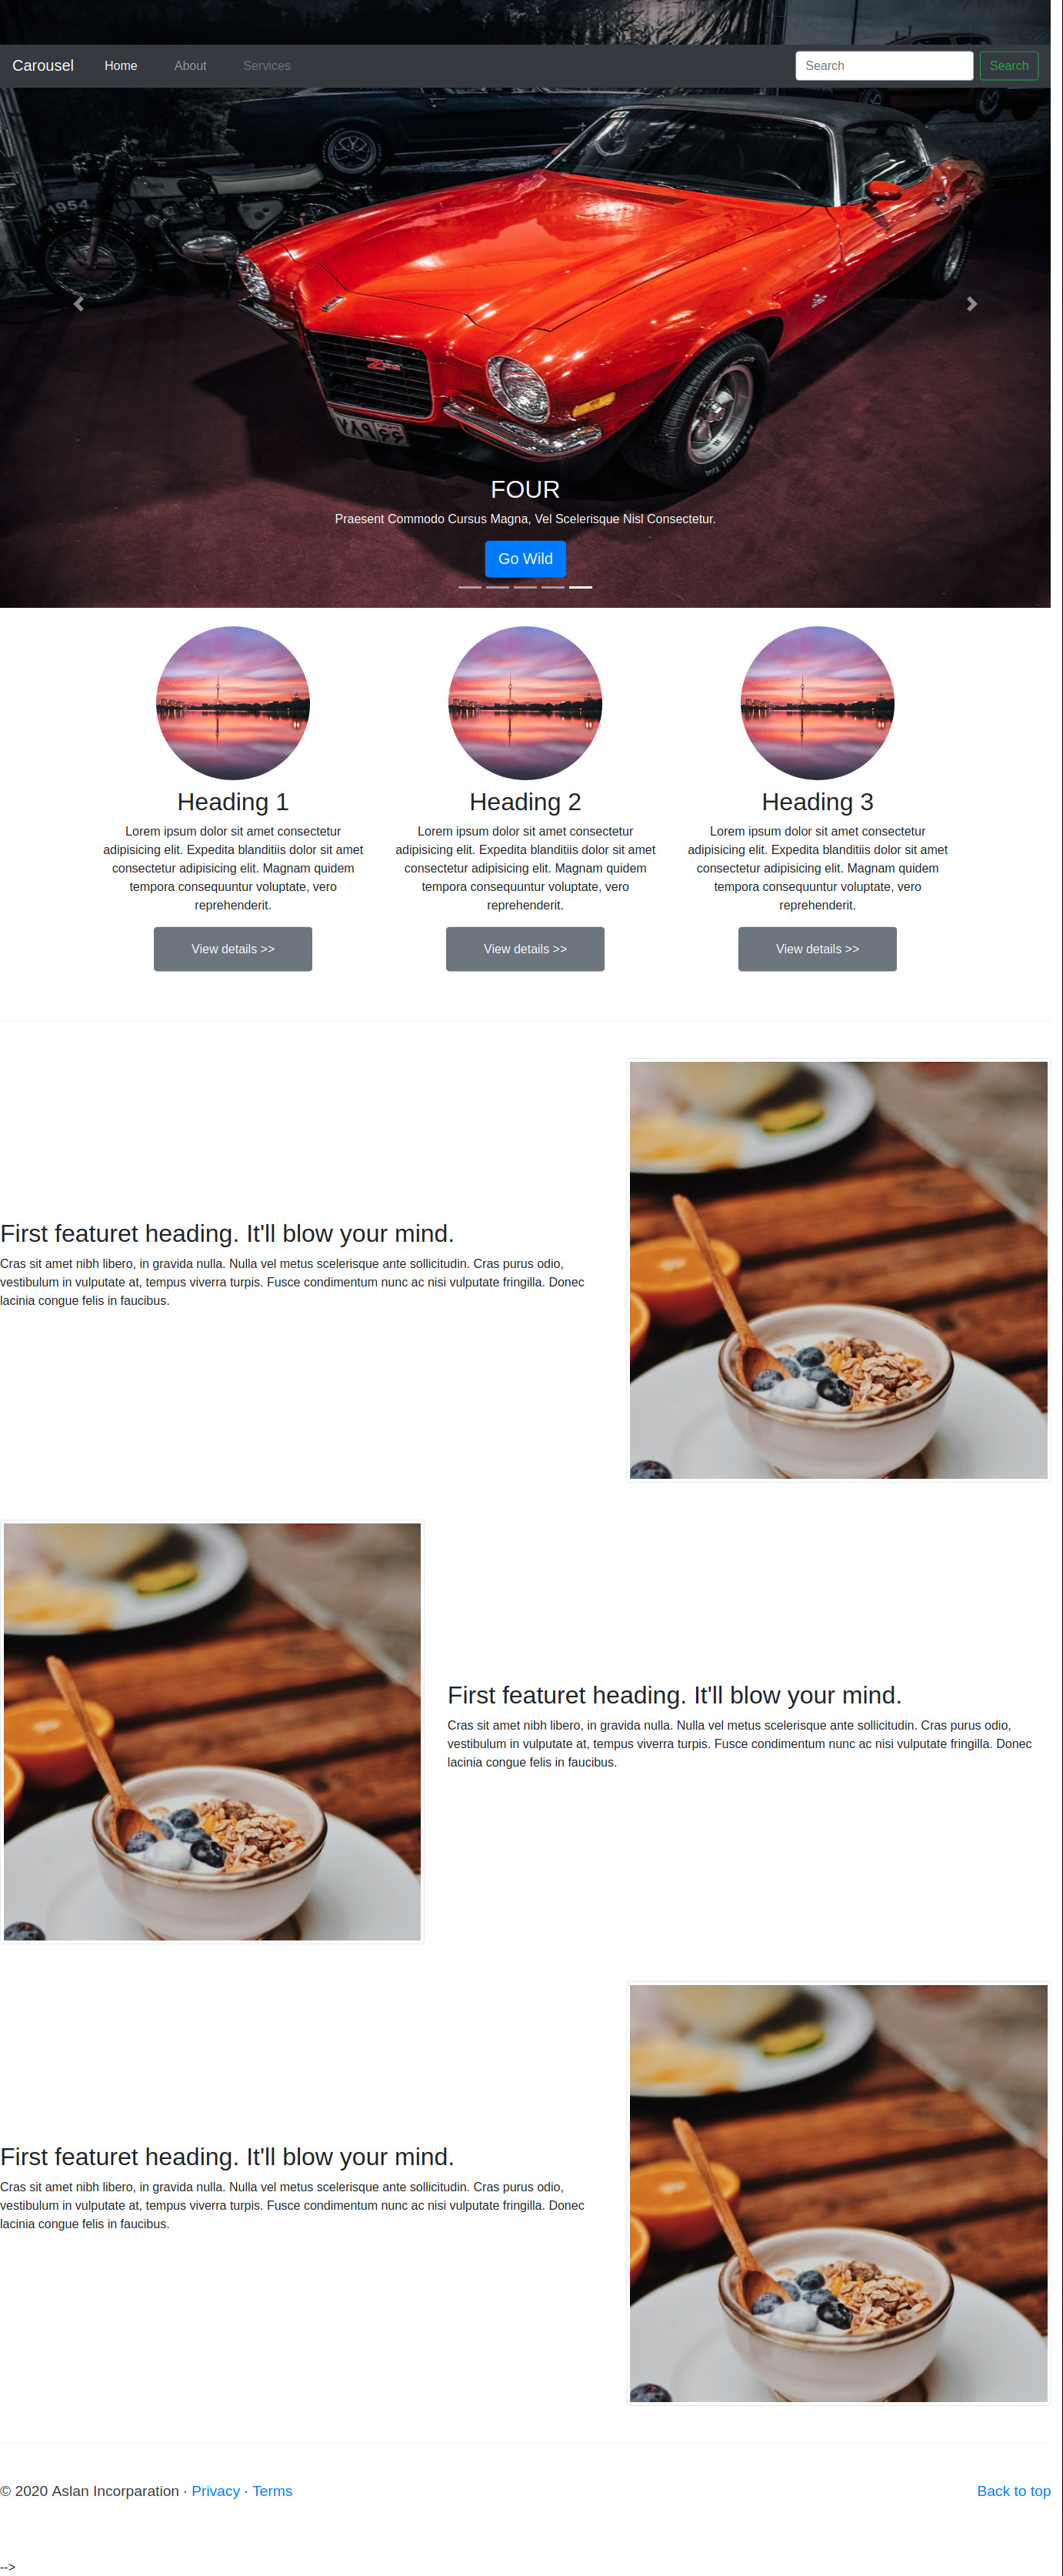 Carousel Home About Services Search Search
1954
Z28
FOUR
Praesent Commodo Cursus Magna, Vel Scelerisque Nisl Consectetur.
Go Wild
Heading 1
Lorem ipsum dolor sit amet consectetur
adipisicing elit. Expedita blanditiis dolor sit amet
consectetur adipisicing elit. Magnam quidem
tempora consequuntur voluptate, vero
reprehenderit.
View details >>
Heading 2
Lorem ipsum dolor sit amet consectetur
adipisicing elit. Expedita blanditiis dolor sit amet
consectetur adipisicing elit. Magnam quidem
tempora consequuntur voluptate, vero
reprehenderit.
View details >>
Heading 3
Lorem ipsum dolor sit amet consectetur
adipisicing elit. Expedita blanditiis dolor sit amet
consectetur adipisicing elit. Magnam quidem
tempora consequuntur voluptate, vero
reprehenderit.
View details >>
First featuret heading. It'll blow your mind.
Cras sit amet nibh libero, in gravida nulla. Nulla vel metus scelerisque ante sollicitudin. Cras purus odio,
vestibulum in vulputate at, tempus viverra turpis. Fusce condimentum nunc ac nisi vulputate fringilla. Donec
lacinia congue felis in faucibus.
First featuret heading. It'll blow your mind.
Cras sit amet nibh libero, in gravida nulla. Nulla vel metus scelerisque ante sollicitudin. Cras purus odio,
vestibulum in vulputate at, tempus viverra turpis. Fusce condimentum nunc ac nisi vulputate fringilla. Donec
lacinia congue felis in faucibus.
First featuret heading. It'll blow your mind.
Cras sit amet nibh libero, in gravida nulla. Nulla vel metus scelerisque ante sollicitudin. Cras purus odio,
vestibulum in vulputate at, tempus viverra turpis. Fusce condimentum nunc ac nisi vulputate fringilla. Donec
lacinia congue felis in faucibus.
© 2020 Aslan Incorparation · Privacy · Terms Back to top
-->